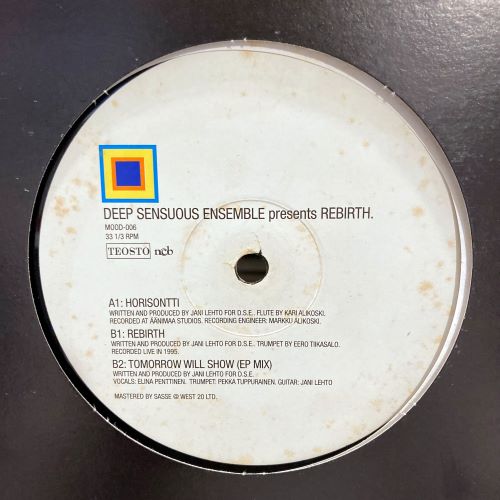 DEEP SENSUOUS ENSEMBLE presents REBIRTH.
MOOD-006
33 1/3 RPM
TEOSTO ncb
A1: HORISONTTI
WRITTEN AND PRODUCED BY JANI LEHTO FOR D.S.E.. FLUTE BY KARI ALIKOSKI.
RECORDED AT ÄÄNIMAA STUDIOS. RECORDING ENGINEER: MARKKU ALIKOSKI.
B1: REBIRTH
WRITTEN AND PRODUCED BY JANI LEHTO FOR D.S.E. TRUMPET BY EERO TIIKASALO.
RECORDED LIVE IN 1995.
B2: TOMORROW WILL SHOW (EP MIX)
WRITTEN AND PRODUCED BY JANI LEHTO FOR D.S.E.
VOCALS: ELINA PENTTINEN. TRUMPET: PEKKA TUPPURAINEN. GUITAR: JANI LEHTO
MASTERED BY SASSE @ WEST 20 LTD.